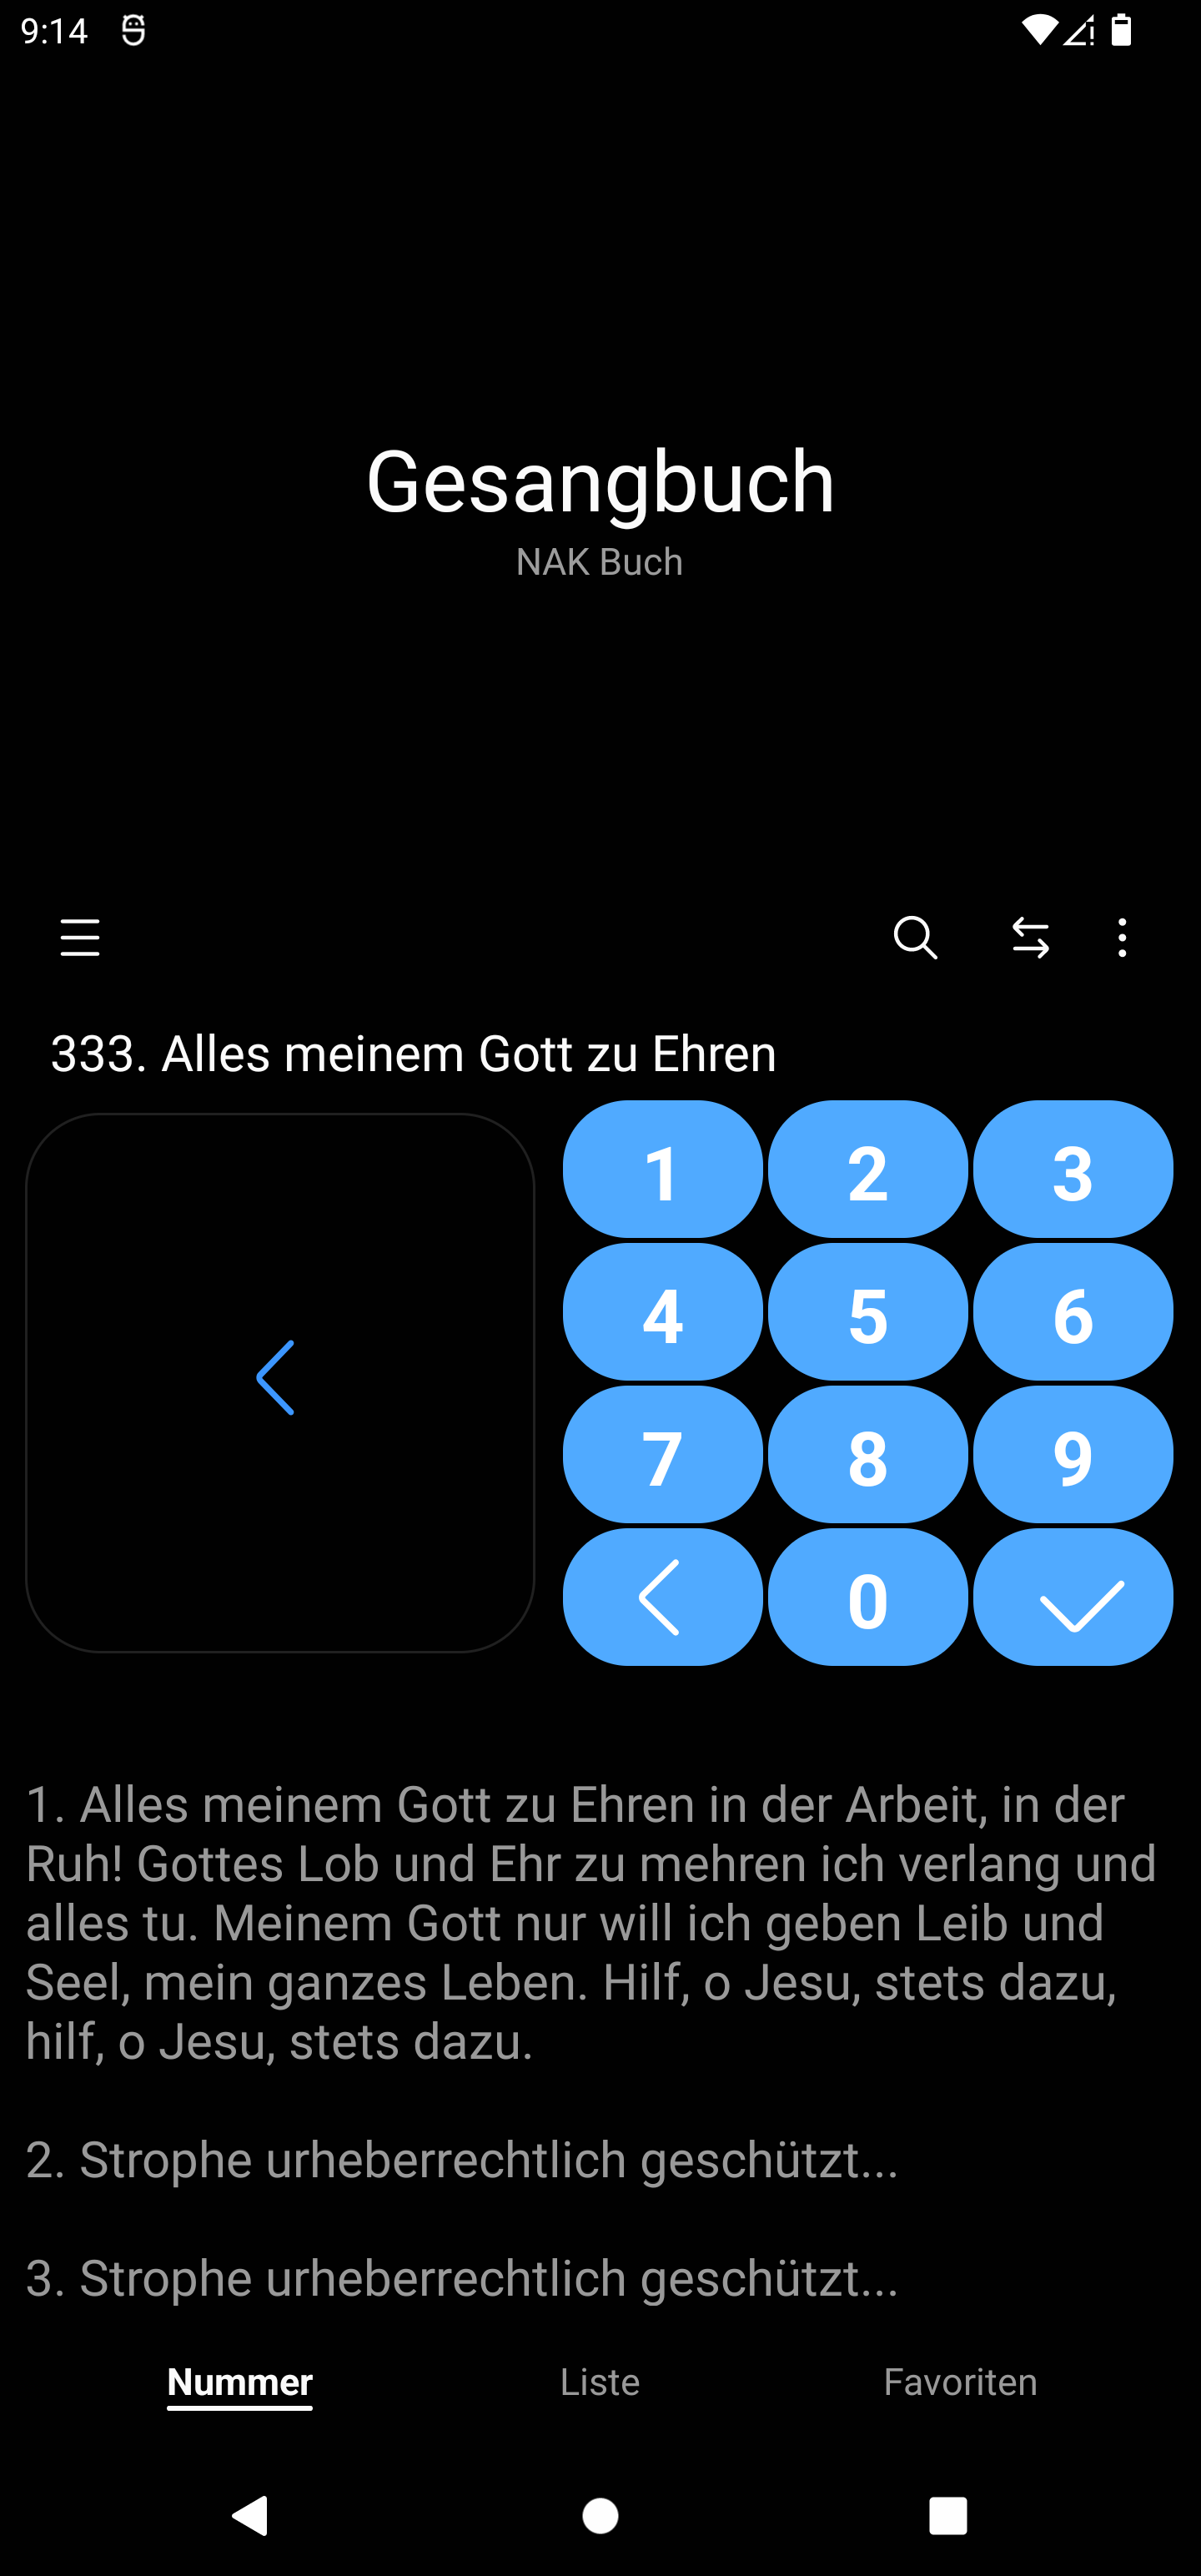 9:14
Gesangbuch
NAK Buch
333. Alles meinem Gott zu Ehren
1 2 3
4 5 6
7 8 9
0
1. Alles meinem Gott zu Ehren in der Arbeit, in der
Ruh! Gottes Lob und Ehr zu mehren ich verlang und
alles tu. Meinem Gott nur will ich geben Leib und
Seel, mein ganzes Leben. Hilf, o Jesu, stets dazu,
hilf, o Jesu, stets dazu.
2. Strophe urheberrechtlich geschützt...
3. Strophe urheberrechtlich geschützt...
Nummer Liste Favoriten